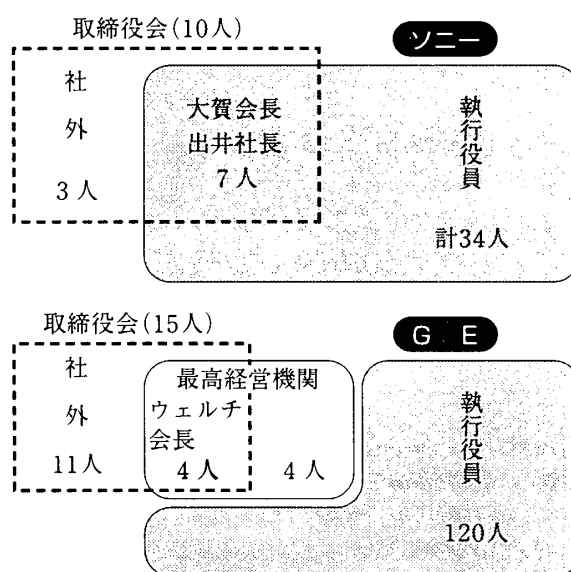 取締役会(10人)
ソニー
社
外
3人
大賀会長
出井社長
7人
執行役員
計34人
取締役会(15人)
G E
社
外
11人
最高経営機関
ウェルチ
会長
4人
4人
執行役員
120人